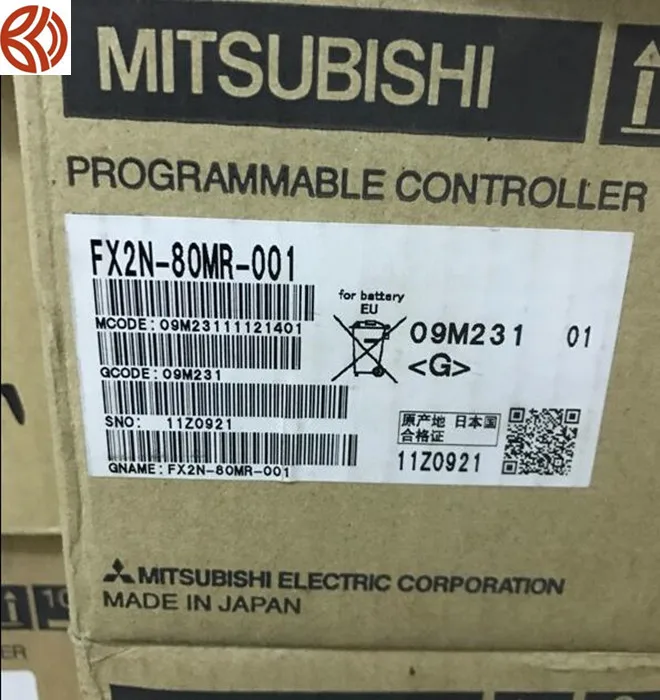 MITSUBISHI
PROGRAMMABLE CONTROLLER
FX2N-80MR-001
MCODE: 09M23111121401
GCODE: 09M231
SNO: 11Z0921
GNAME: FX2N-80MR-001
for battery
EU
09M231 01
<G>
原产地 日本国
合格证
11Z0921
MITSUBISHI ELECTRIC CORPORATION
MADE IN JAPAN
ER